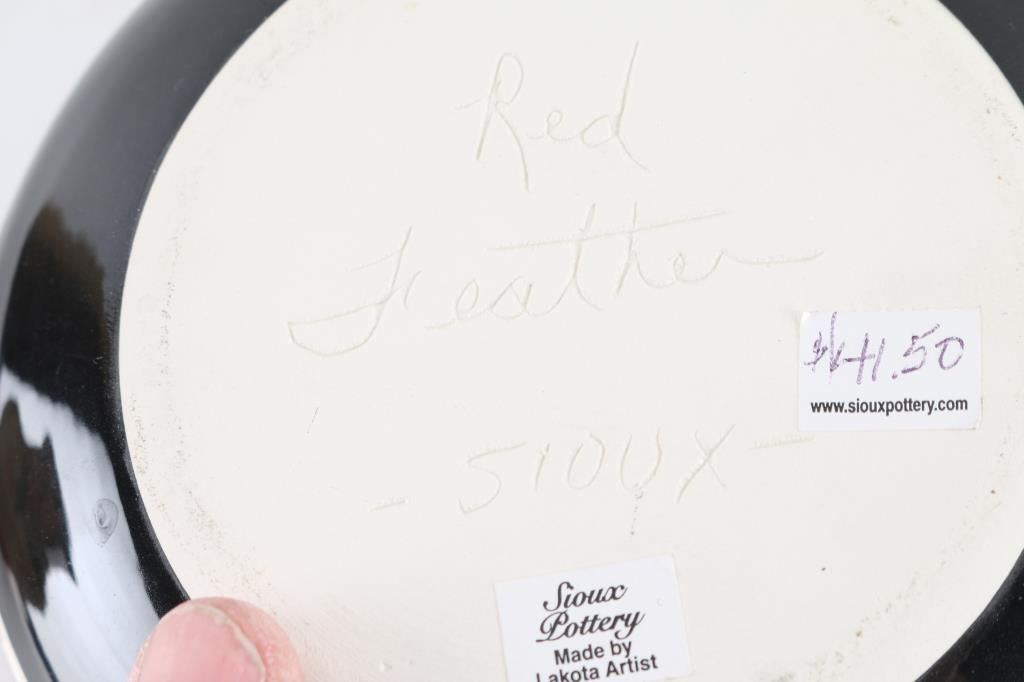 Red
Feather
$41.50
www.siouxpottery.com
- SIOUX -
Sioux
Pottery
Made by
Lakota Artist